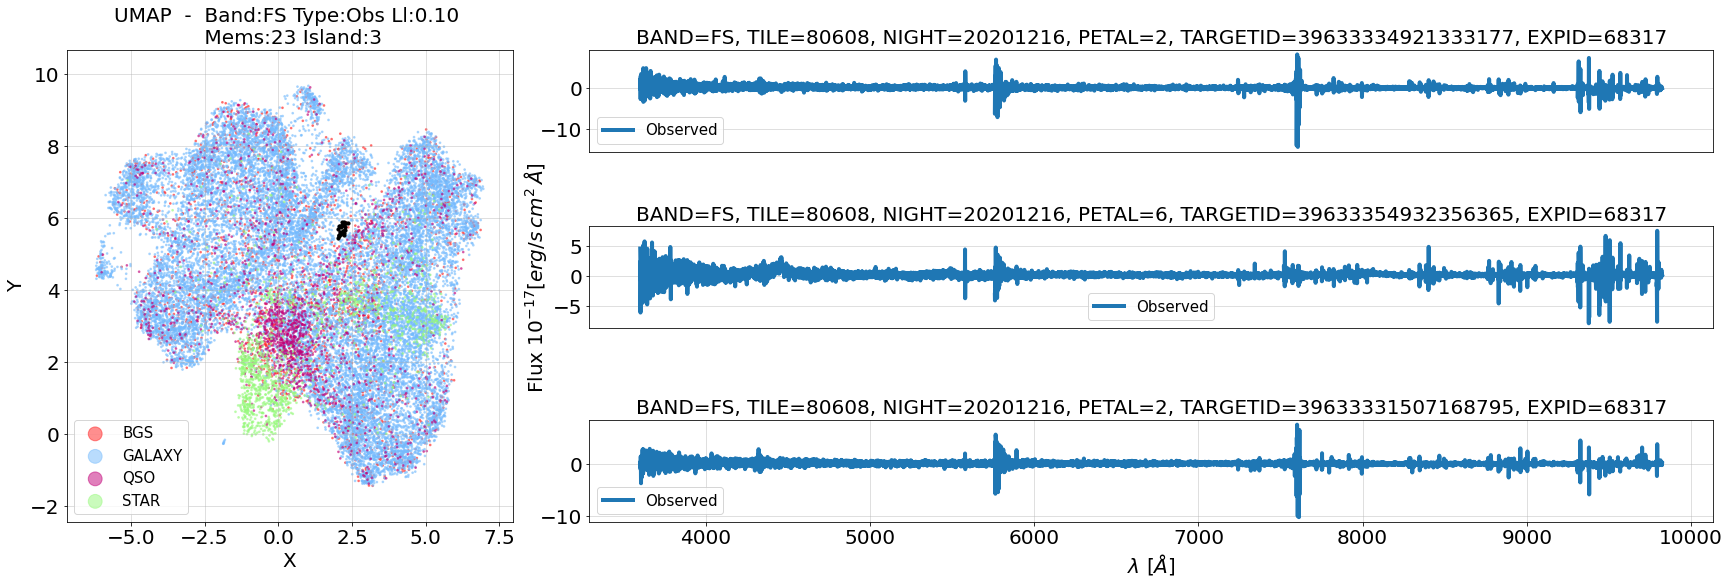 UMAP - Band:FS Type:Obs Ll:0.10
Mems:23 Island:3
10
8
6
4
2
0
−2
Y
BGS
GALAXY
QSO
STAR
−5.0 −2.5 0.0 2.5 5.0 7.5
X
Flux 10⁻¹⁷[erg/s cm² Å]
BAND=FS, TILE=80608, NIGHT=20201216, PETAL=2, TARGETID=39633334921333177, EXPID=68317
0
−10
Observed
BAND=FS, TILE=80608, NIGHT=20201216, PETAL=6, TARGETID=39633354932356365, EXPID=68317
5
0
−5
Observed
BAND=FS, TILE=80608, NIGHT=20201216, PETAL=2, TARGETID=39633331507168795, EXPID=68317
0
−10
Observed
4000 5000 6000 7000 8000 9000 10000
λ [Å]